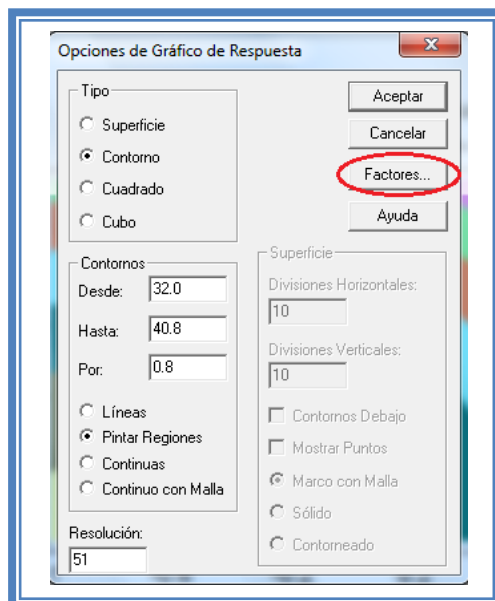 Opciones de Gráfico de Respuesta
Tipo
Superficie
Contorno
Cuadrado
Cubo
Aceptar
Cancelar
Factores...
Ayuda
Contornos
Desde: 32.0
Hasta: 40.8
Por: 0.8
Líneas
Pintar Regiones
Continuas
Continuo con Malla
Resolución:
51
Superficie
Divisiones Horizontales:
10
Divisiones Verticales:
10
Contornos Debajo
Mostrar Puntos
Marco con Malla
Sólido
Contorneado